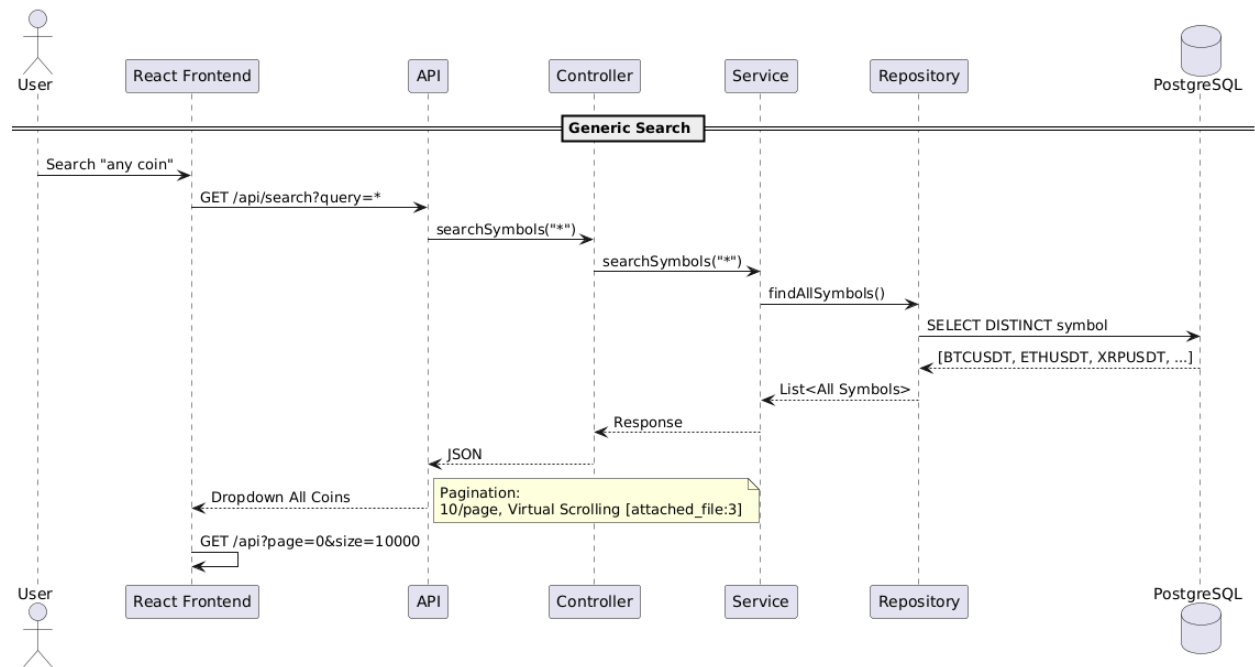 User
React Frontend
API
Controller
Service
Repository
PostgreSQL
Generic Search
Search "any coin"
GET /api/search?query=*
searchSymbols("*")
searchSymbols("*")
findAllSymbols()
SELECT DISTINCT symbol
[BTCUSDT, ETHUSDT, XRPUSDT, ...]
List<All Symbols>
Response
JSON
Dropdown All Coins
Pagination:
10/page, Virtual Scrolling [attached_file:3]
GET /api?page=0&size=10000
User
React Frontend
API
Controller
Service
Repository
PostgreSQL